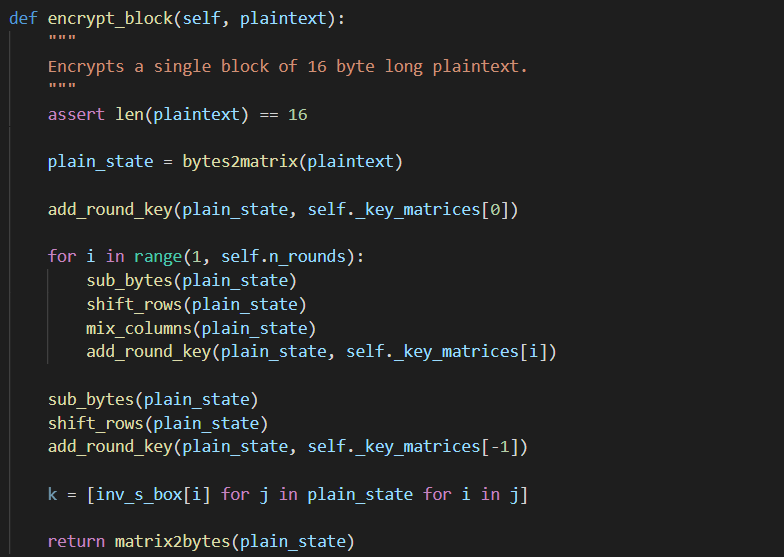 def encrypt_block(self, plaintext):
    """
    Encrypts a single block of 16 byte long plaintext.
    """
    assert len(plaintext) == 16

    plain_state = bytes2matrix(plaintext)

    add_round_key(plain_state, self._key_matrices[0])

    for i in range(1, self.n_rounds):
        sub_bytes(plain_state)
        shift_rows(plain_state)
        mix_columns(plain_state)
        add_round_key(plain_state, self._key_matrices[i])

    sub_bytes(plain_state)
    shift_rows(plain_state)
    add_round_key(plain_state, self._key_matrices[-1])

    k = [inv_s_box[i] for j in plain_state for i in j]

    return matrix2bytes(plain_state)